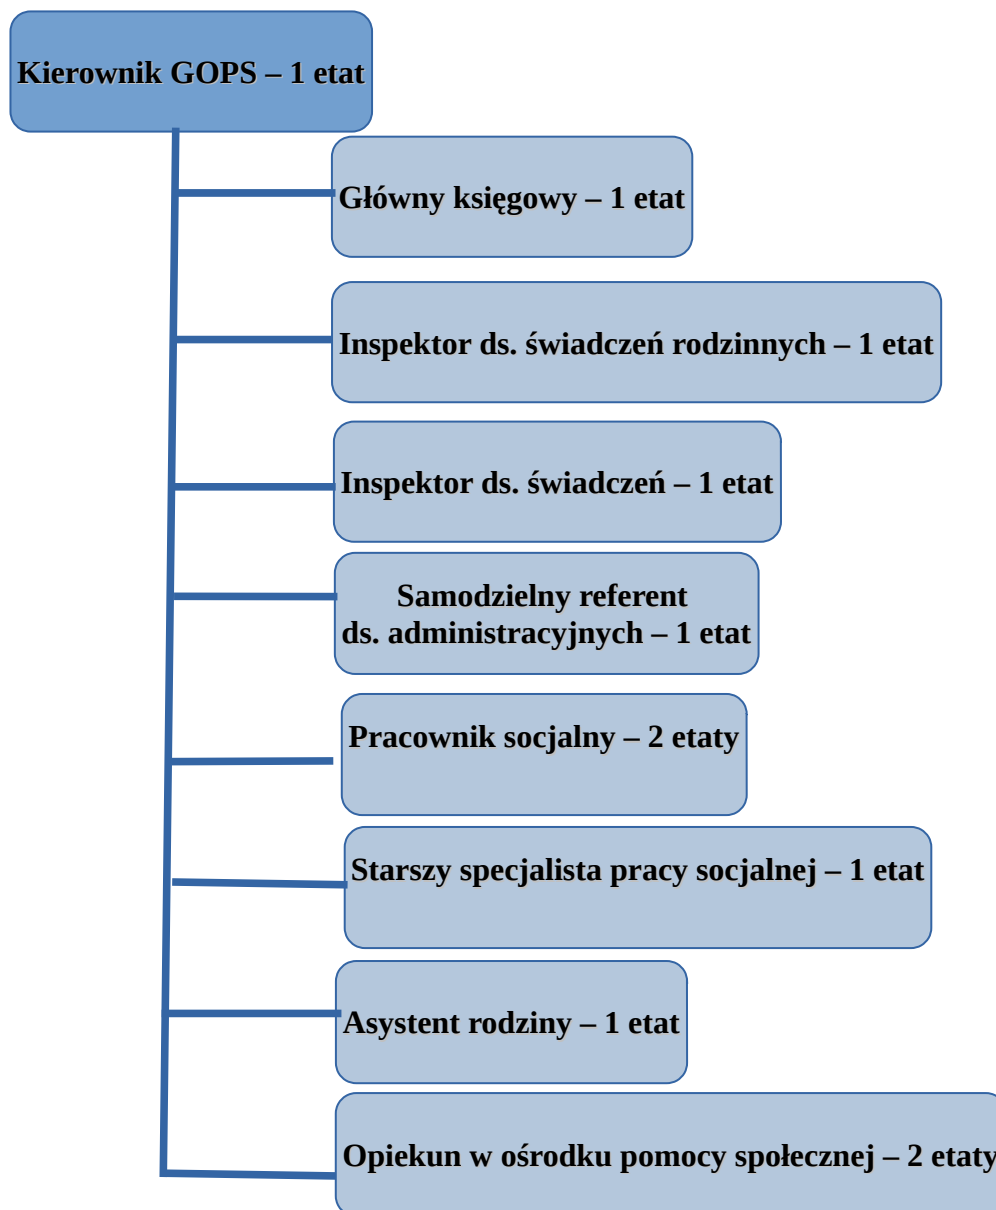 Kierownik GOPS – 1 etat
Główny księgowy – 1 etat
Inspektor ds. świadczeń rodzinnych – 1 etat
Inspektor ds. świadczeń – 1 etat
Samodzielny referent
ds. administracyjnych – 1 etat
Pracownik socjalny – 2 etaty
Starszy specjalista pracy socjalnej – 1 etat
Asystent rodziny – 1 etat
Opiekun w ośrodku pomocy społecznej – 2 etaty